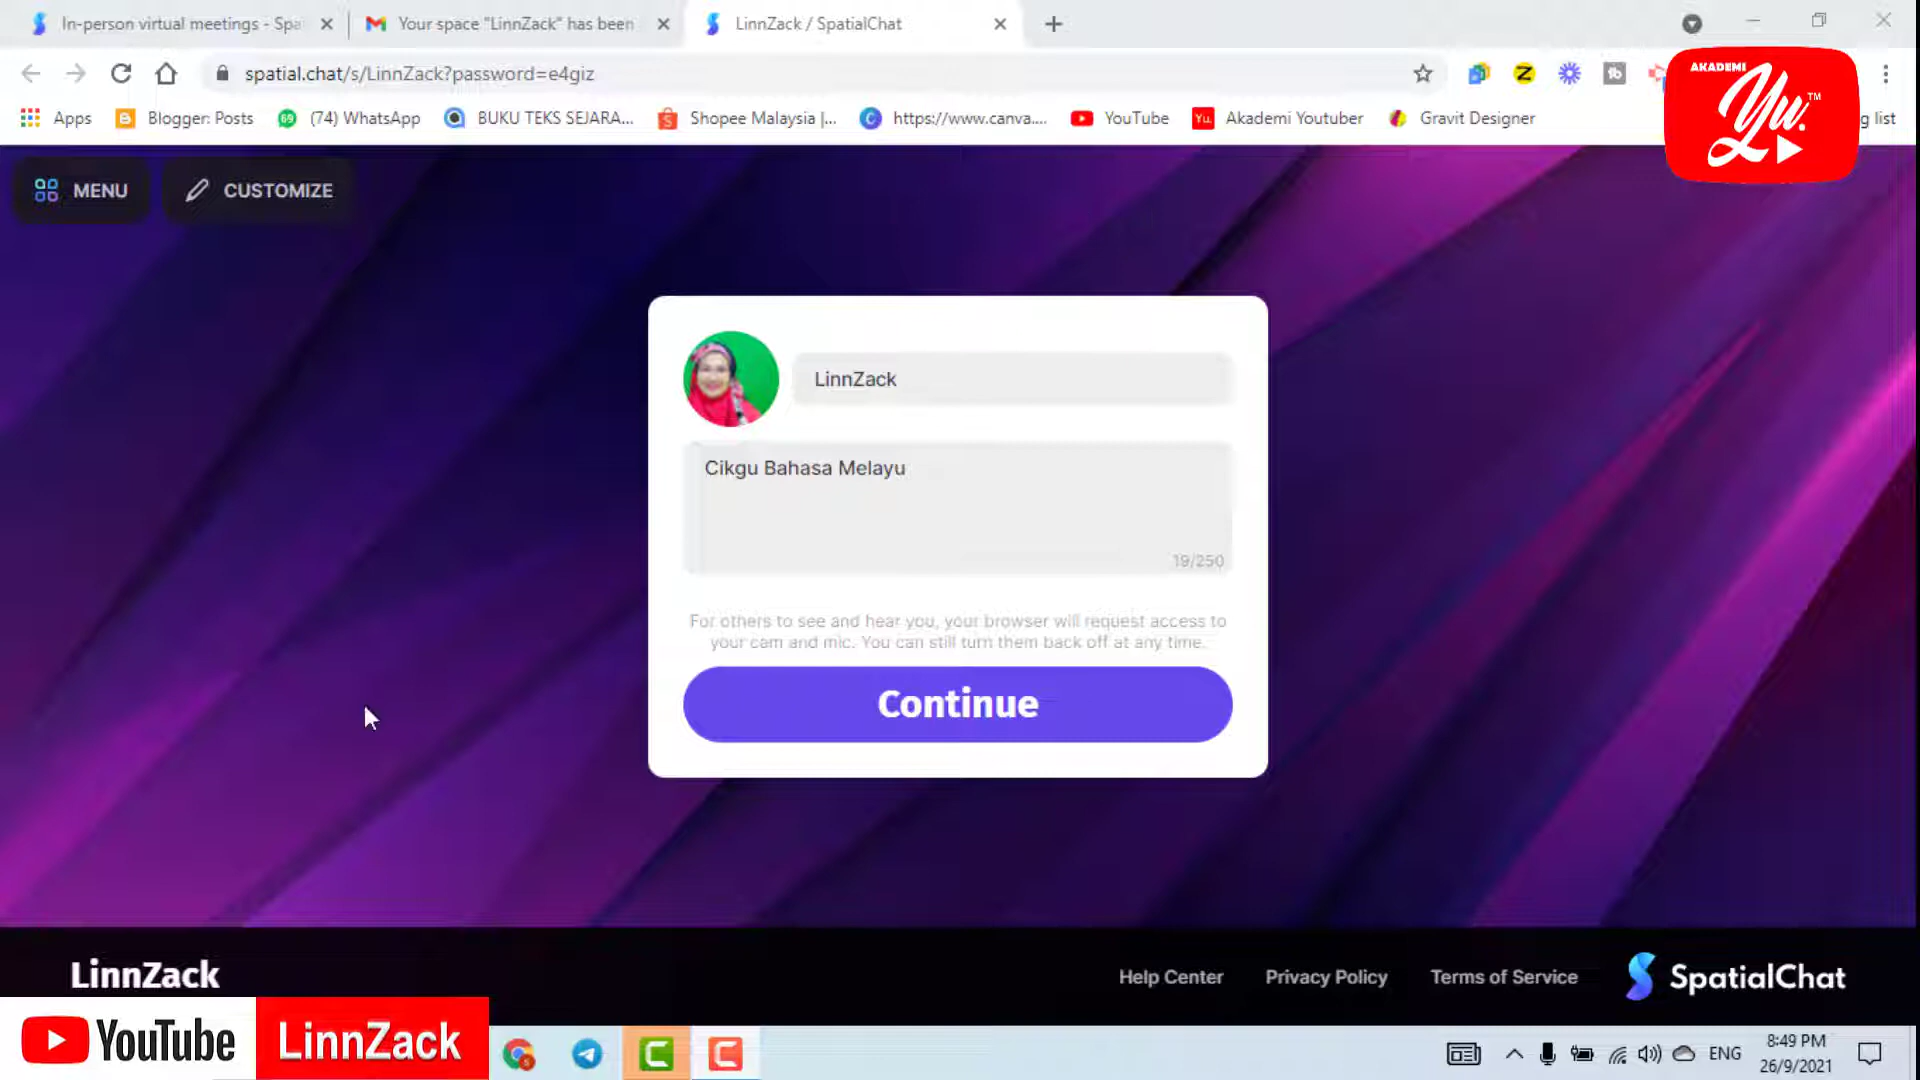 In-person virtual meetings - Spa
Your space "LinnZack" has been
LinnZack / SpatialChat
spatial.chat/s/LinnZack?password=e4giz
Apps
Blogger: Posts
(74) WhatsApp
BUKU TEKS SEJARA...
Shopee Malaysia |...
https://www.canva....
YouTube
Akademi Youtuber
Gravit Designer
g list
AKADEMI
Yu.
TM
MENU
CUSTOMIZE
LinnZack
Cikgu Bahasa Melayu
19/250
For others to see and hear you, your browser will request access to
your cam and mic. You can still turn them back off at any time.
Continue
LinnZack
Help Center
Privacy Policy
Terms of Service
SpatialChat
YouTube
LinnZack
ENG
8:49 PM
26/9/2021